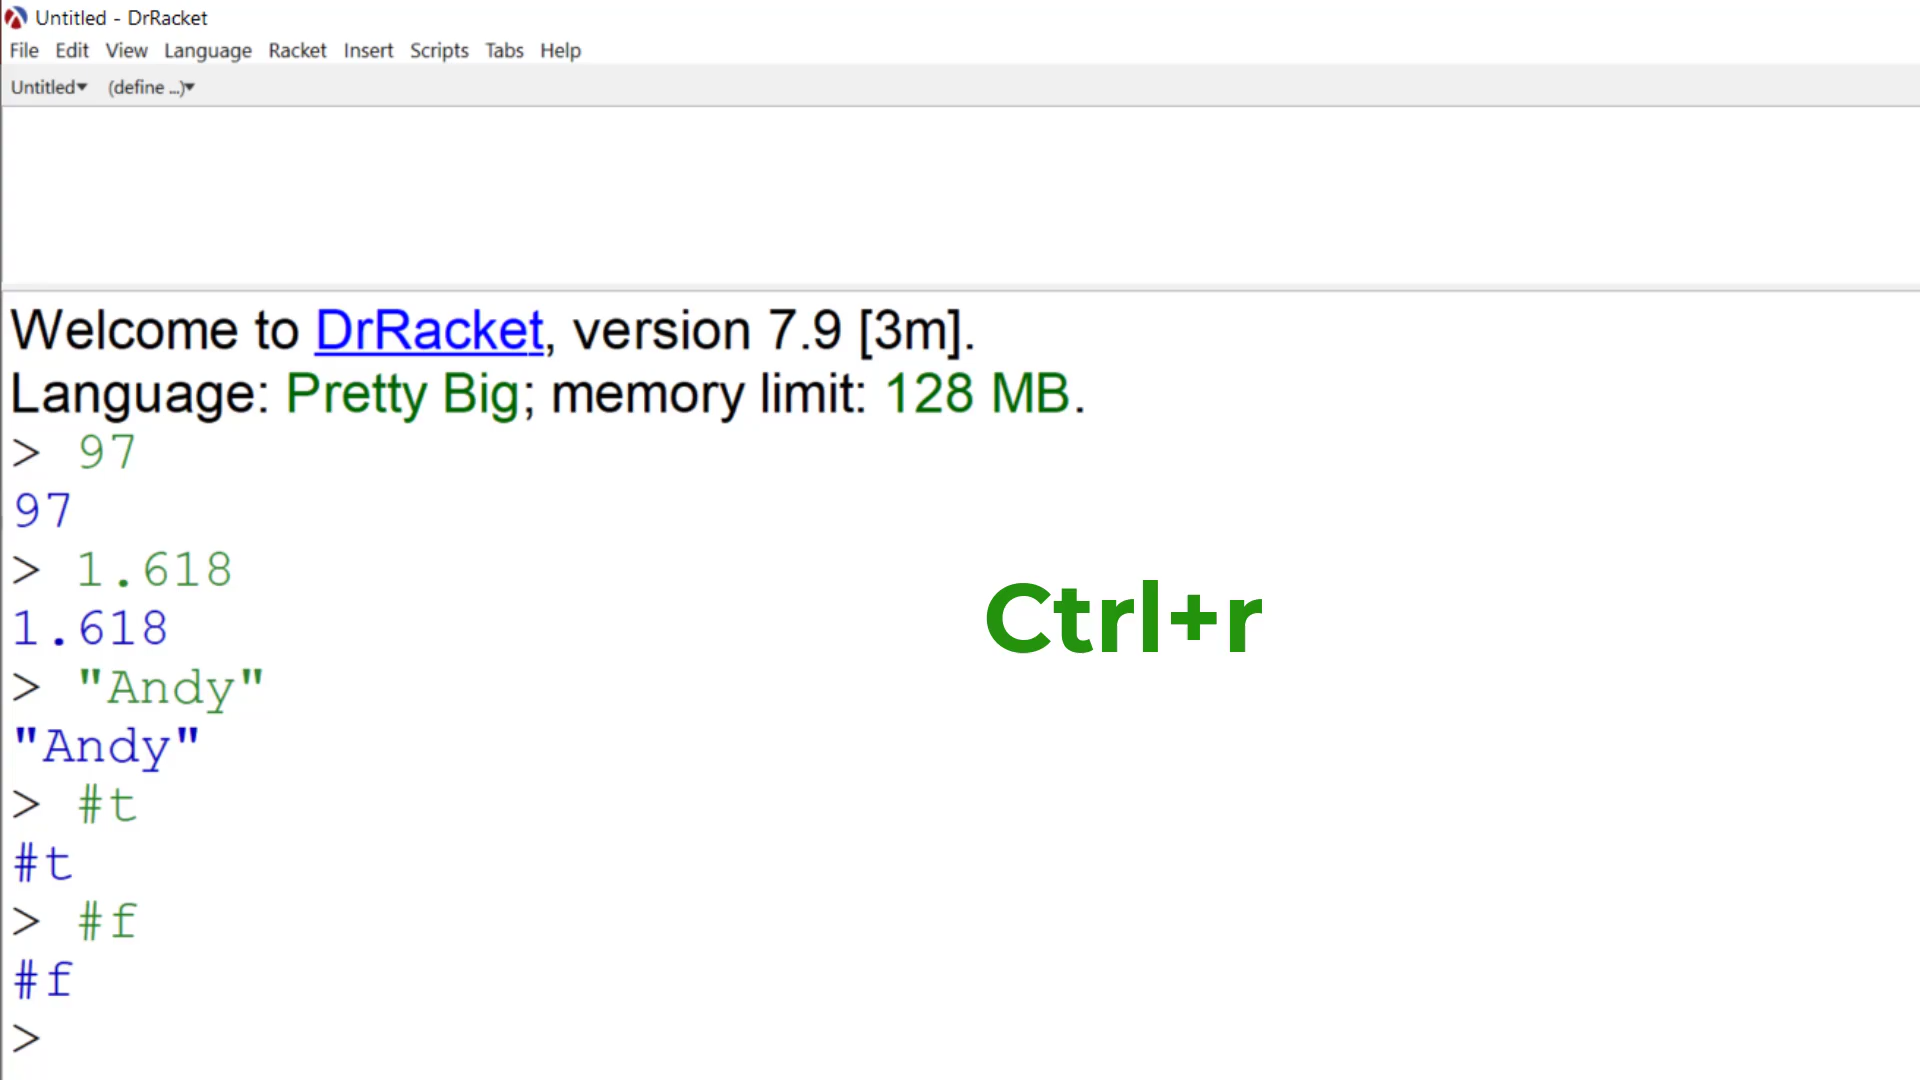 Untitled - DrRacket
File Edit View Language Racket Insert Scripts Tabs Help
Untitled▾ (define ...)▾
Welcome to DrRacket, version 7.9 [3m].
Language: Pretty Big; memory limit: 128 MB.
> 97
97
> 1.618
1.618
> "Andy"
"Andy"
> #t
#t
> #f
#f
>
Ctrl+r